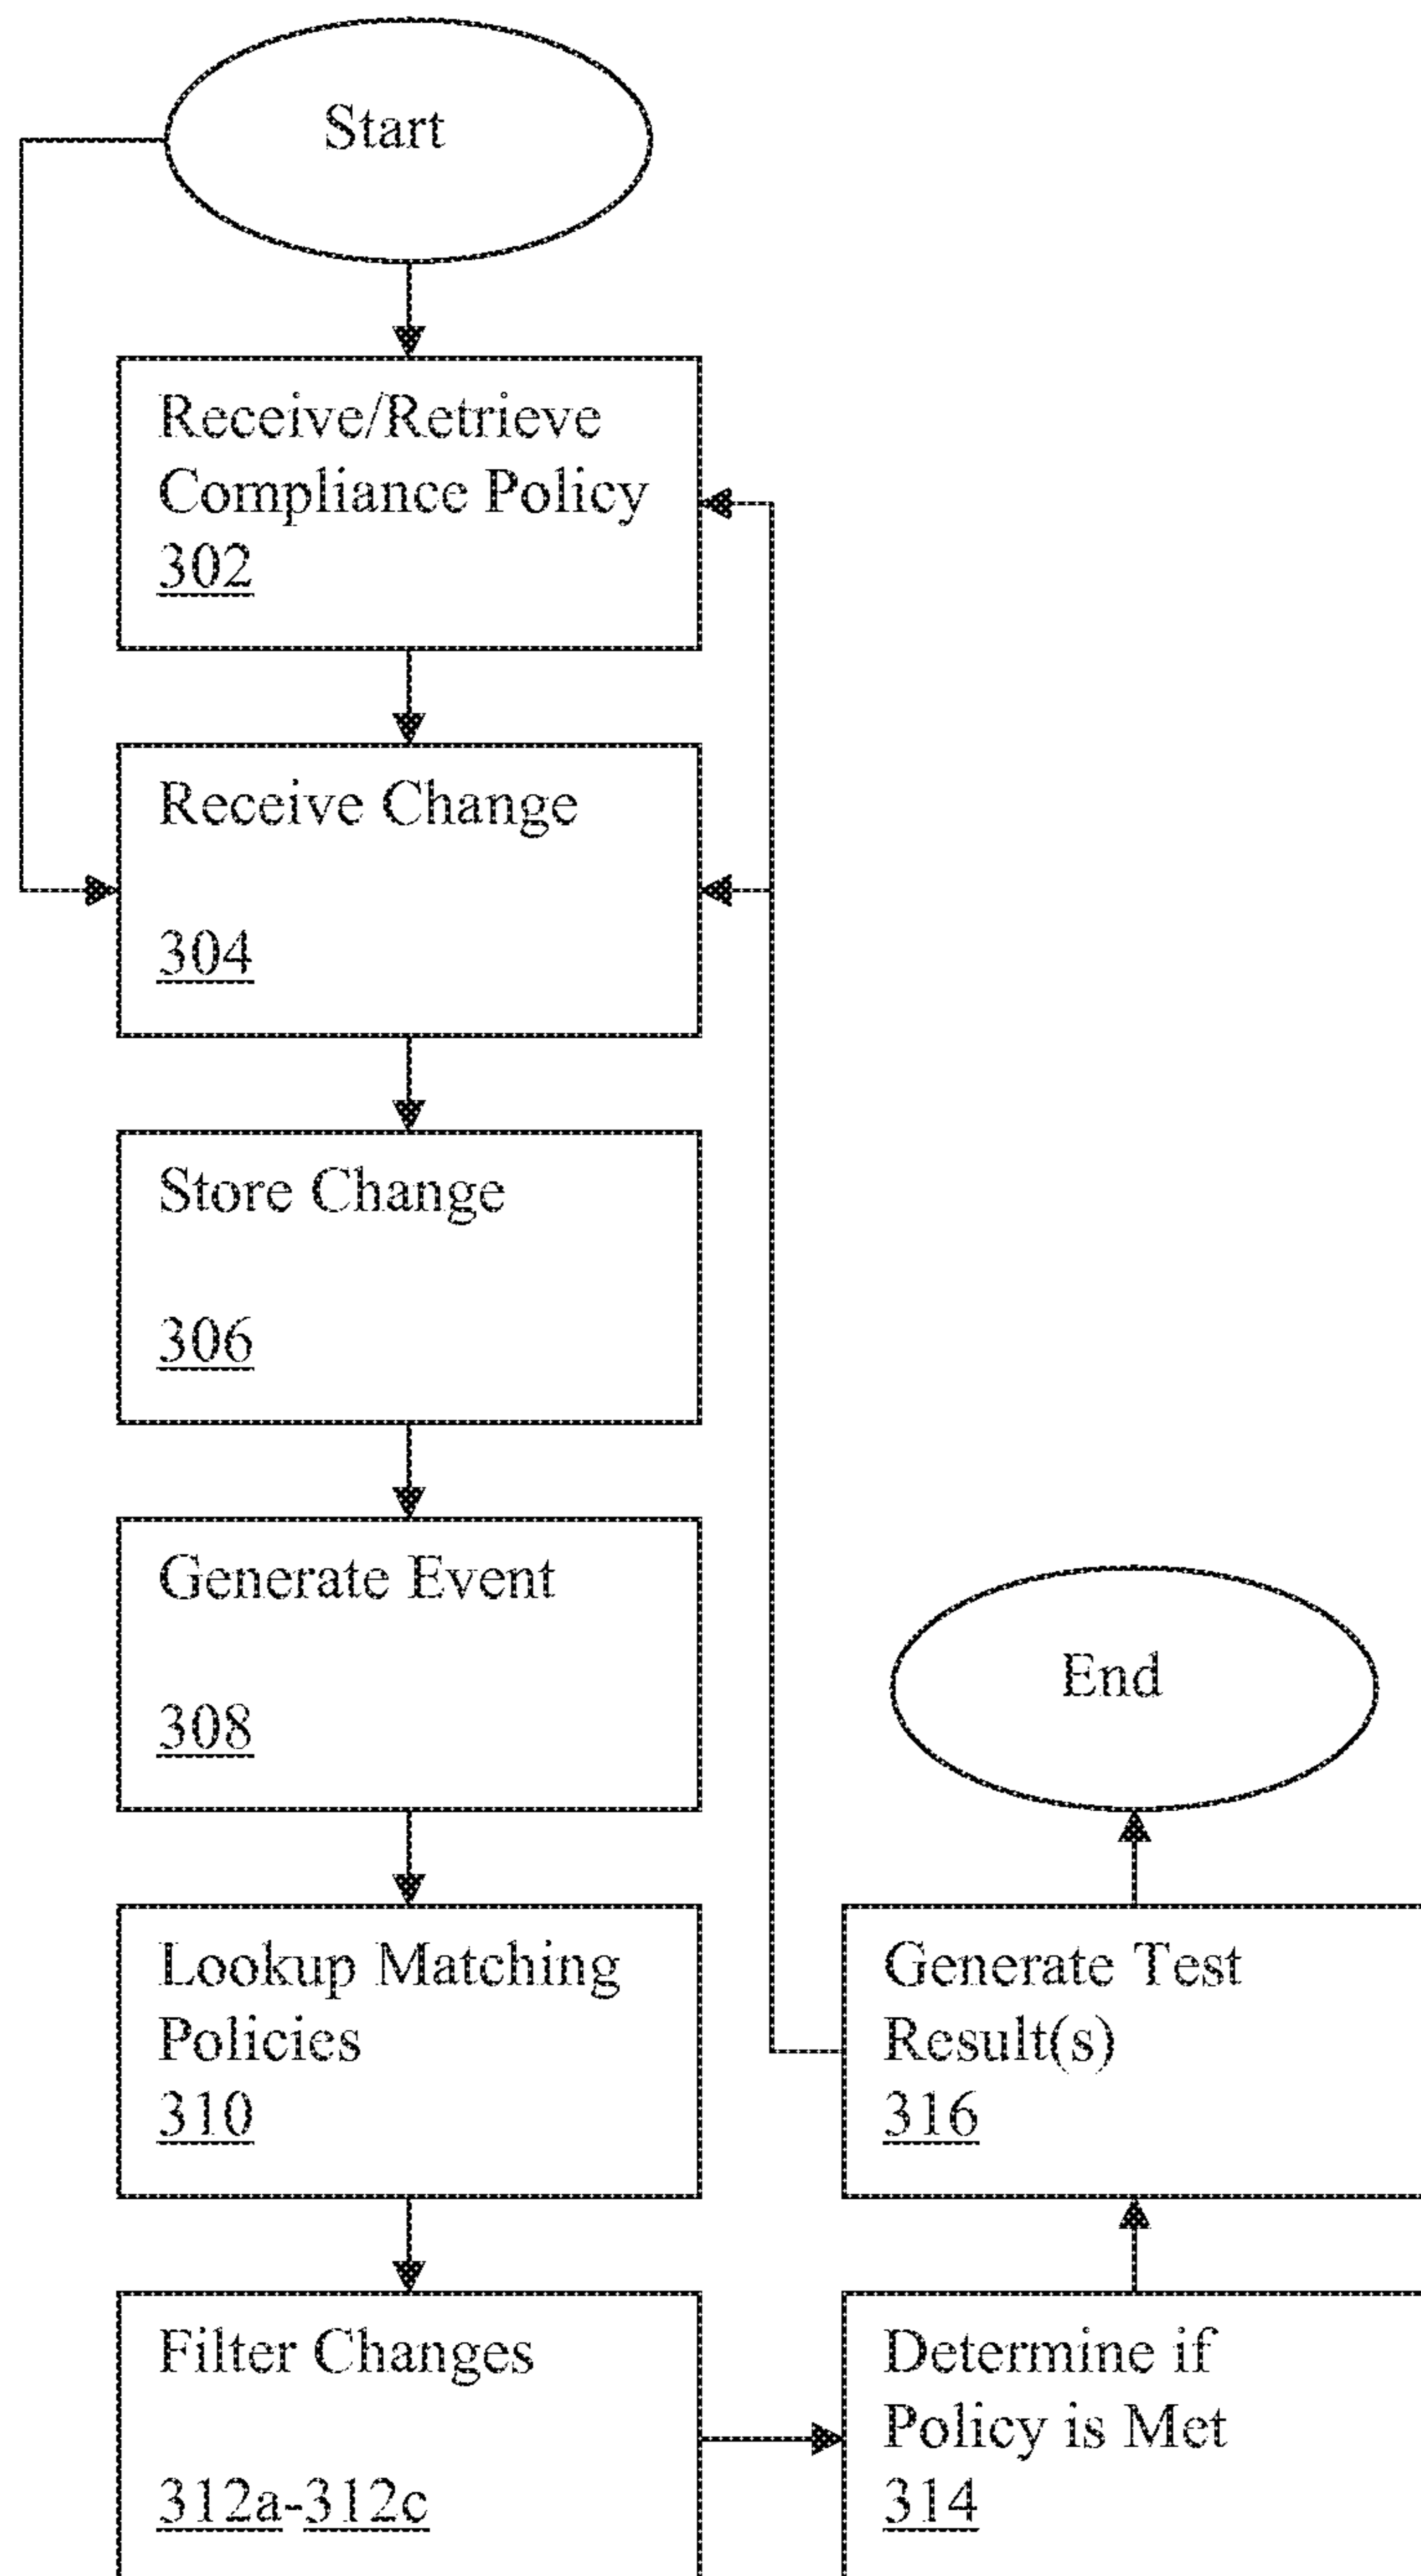 Start
Receive/Retrieve
Compliance Policy
302
Receive Change
304
Store Change
306
Generate Event
308
Lookup Matching
Policies
310
Filter Changes
312a-312c
Determine if
Policy is Met
314
Generate Test
Result(s)
316
End